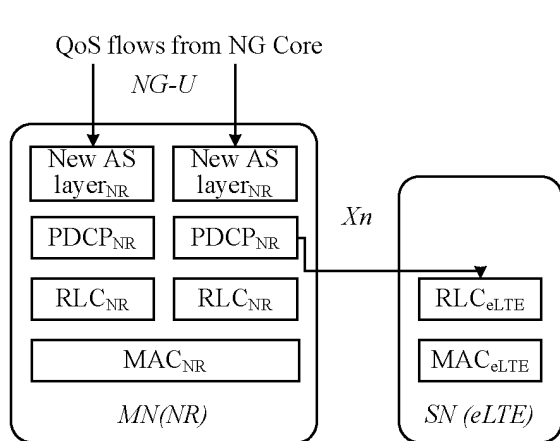 QoS flows from NG Core
NG-U
New AS
layerNR
New AS
layerNR
PDCPNR
PDCPNR
Xn
RLCNR
RLCNR
RLCeLTE
MACNR
MACeLTE
MN(NR)
SN (eLTE)